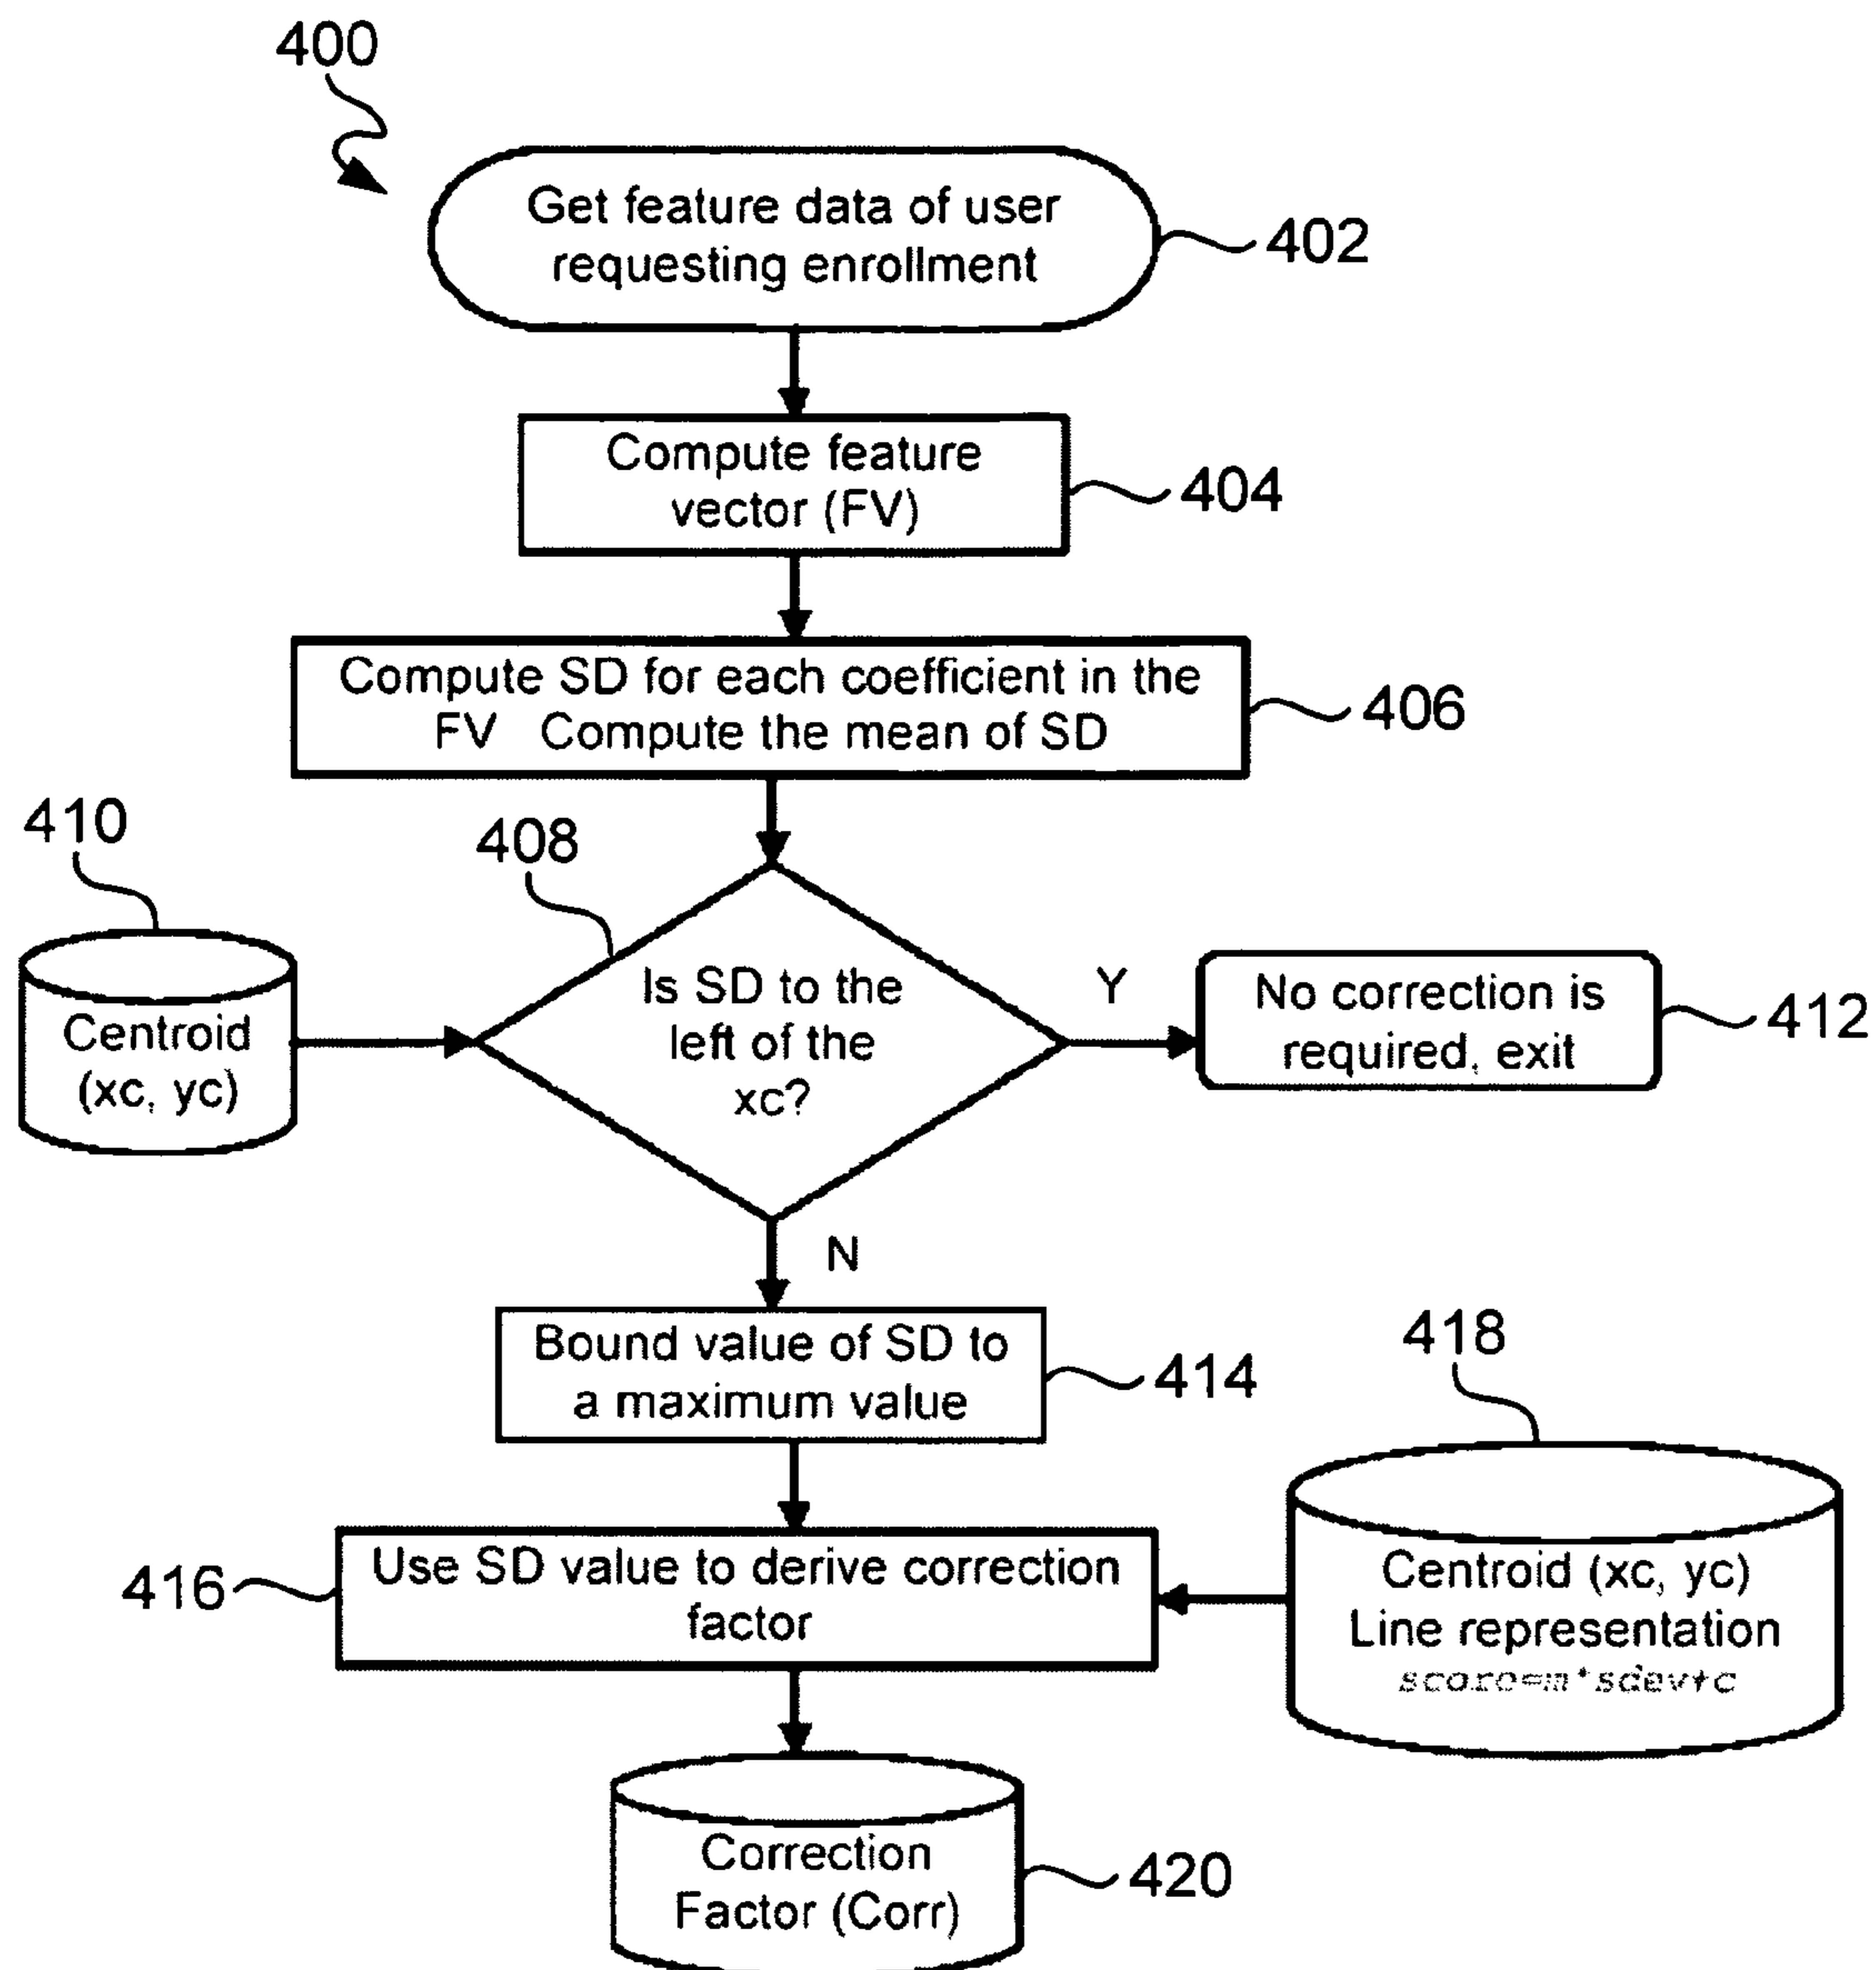 400
Get feature data of user
requesting enrollment
402
Compute feature
vector (FV)
404
Compute SD for each coefficient in the
FV Compute the mean of SD
406
410
408
Centroid
(xc, yc)
Is SD to the
left of the
xc?
Y
No correction is
required, exit
412
N
Bound value of SD to
a maximum value
414
418
416
Use SD value to derive correction
factor
Centroid (xc, yc)
Line representation
score=m*sdev+c
Correction
Factor (Corr)
420